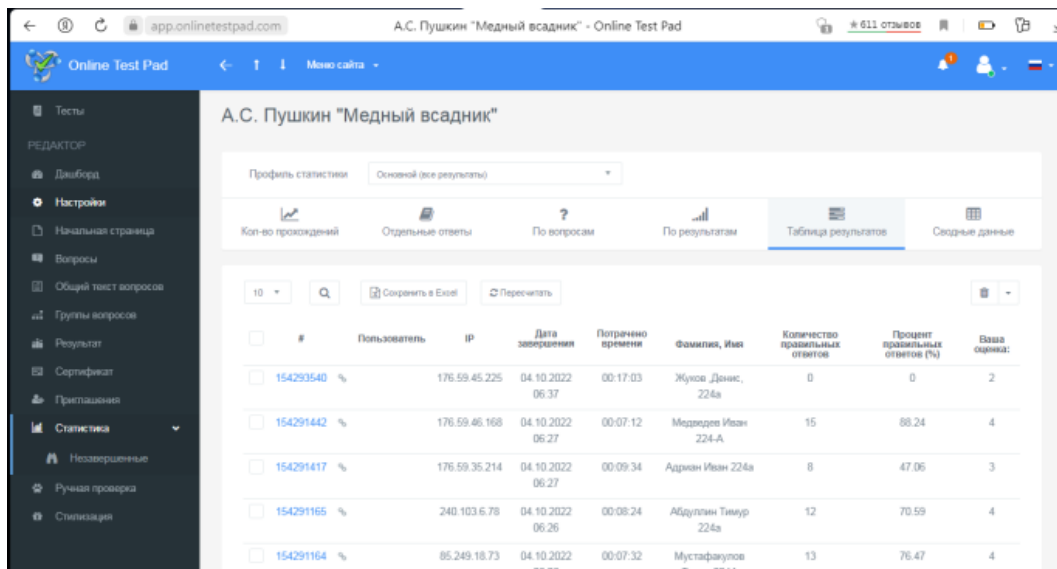 app.onlinetestpad.com
А.С. Пушкин "Медный всадник" - Online Test Pad
611 отзывов
Online Test Pad
Меню сайта
1
Тесты
РЕДАКТОР
Дашборд
Настройки
Начальная страница
Вопросы
Общий текст вопросов
Группы вопросов
Результат
Сертификат
Приглашения
Статистика
Незавершенные
Ручная проверка
Стилизация
А.С. Пушкин "Медный всадник"
Профиль статистики Основной (все результаты)
Кол-во прохождений Отдельные ответы По вопросам По результатам Таблица результатов Сводные данные
10 Сохранить в Excel Пересчитать
# Пользователь IP Дата завершения Потрачено времени Фамилия, Имя Количество правильных ответов Процент правильных ответов (%) Ваша оценка:
154293540 176.59.45.225 04.10.2022 00:17:03 Жуков ,Денис, 0 0 2
06:37 224а
154291442 176.59.46.168 04.10.2022 00:07:12 Медведев Иван 15 88.24 4
06:27 224-А
154291417 176.59.35.214 04.10.2022 00:09:34 Адриан Иван 224а 8 47.06 3
06:27
154291165 240.103.6.78 04.10.2022 00:08:24 Абдуллин Тимур 12 70.59 4
06:26 224а
154291164 85.249.18.73 04.10.2022 00:07:32 Мустафакулов 13 76.47 4